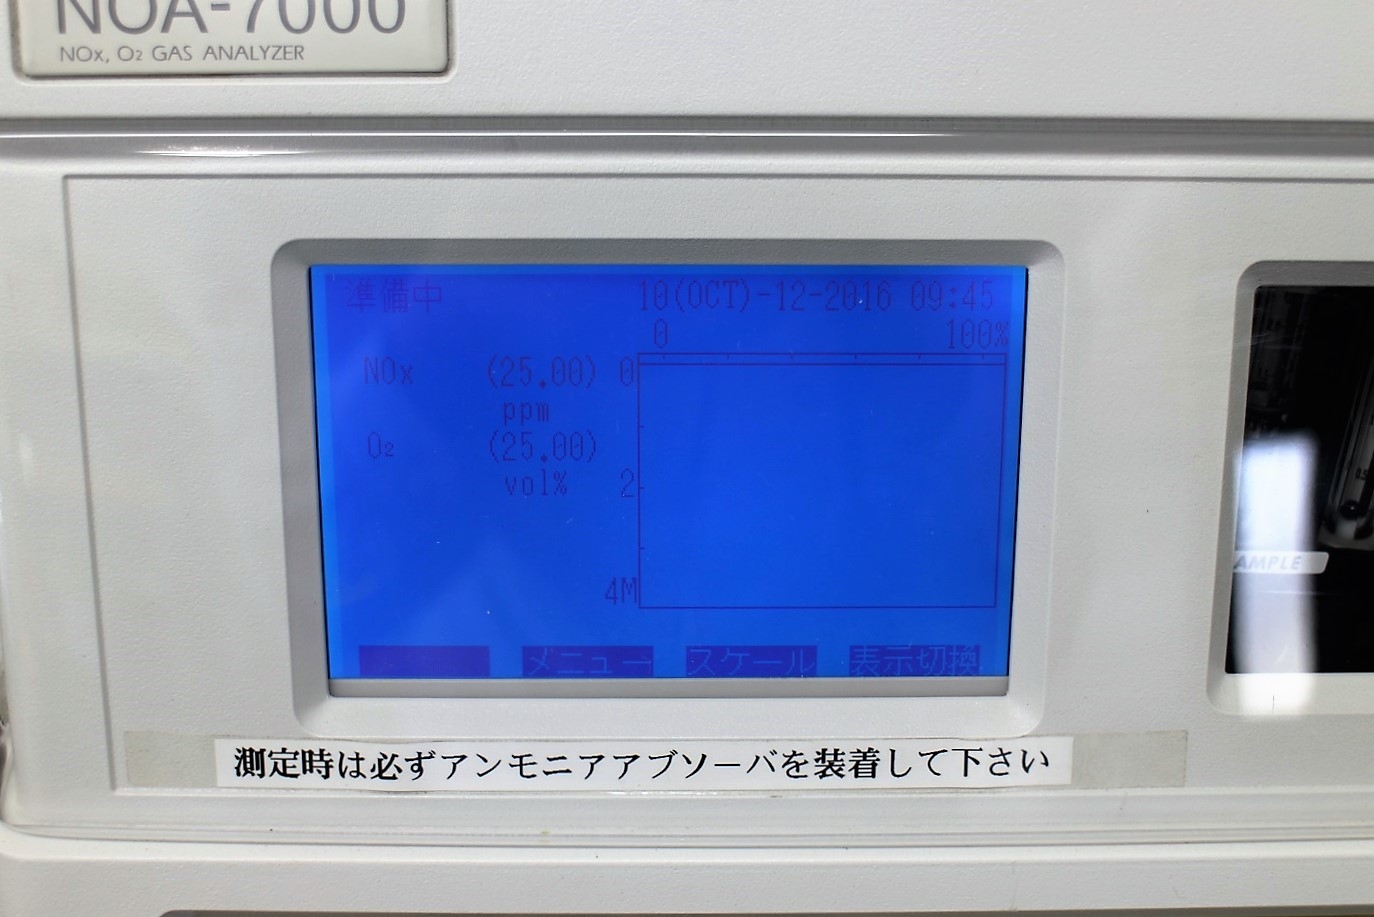 NOA-7000
NOx, O2 GAS ANALYZER
準備中 10(OCT)-12-2016 09:45
0 100%
NOx (25.00) 0
ppm
O2 (25.00)
vol% 2
4M
メニュー スケール 表示切換
AMPLE
測定時は必ずアンモニアアブソーバを装着して下さい